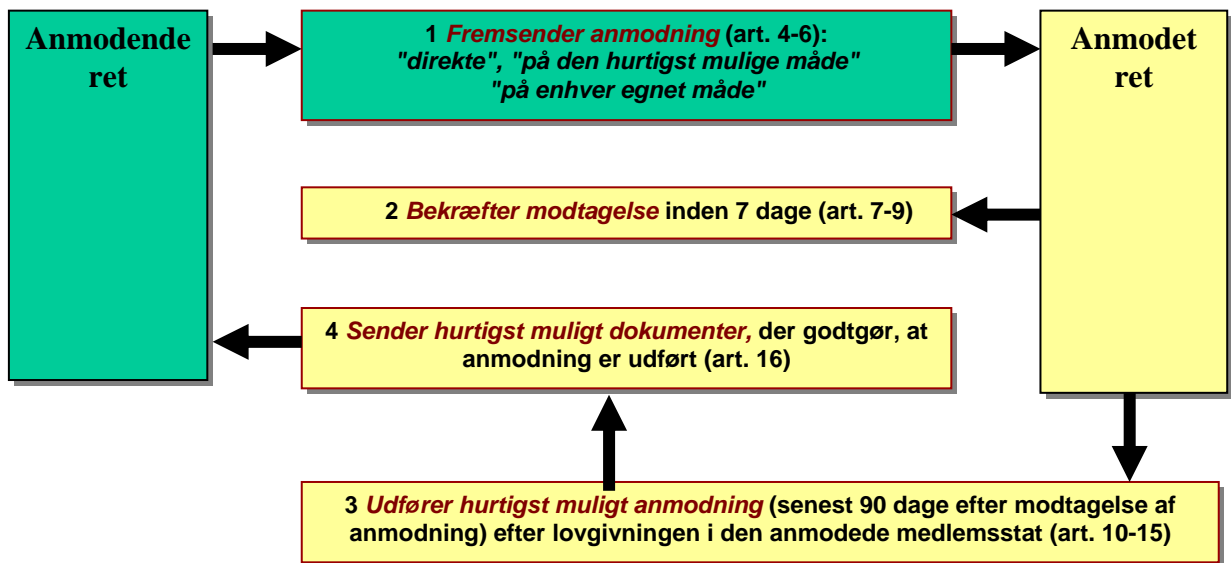 Anmodende
ret
1 Fremsender anmodning (art. 4-6):
"direkte", "på den hurtigst mulige måde"
"på enhver egnet måde"
Anmodet
ret
2 Bekræfter modtagelse inden 7 dage (art. 7-9)
4 Sender hurtigst muligt dokumenter, der godtgør, at
anmodning er udført (art. 16)
3 Udfører hurtigst muligt anmodning (senest 90 dage efter modtagelse af
anmodning) efter lovgivningen i den anmodede medlemsstat (art. 10-15)